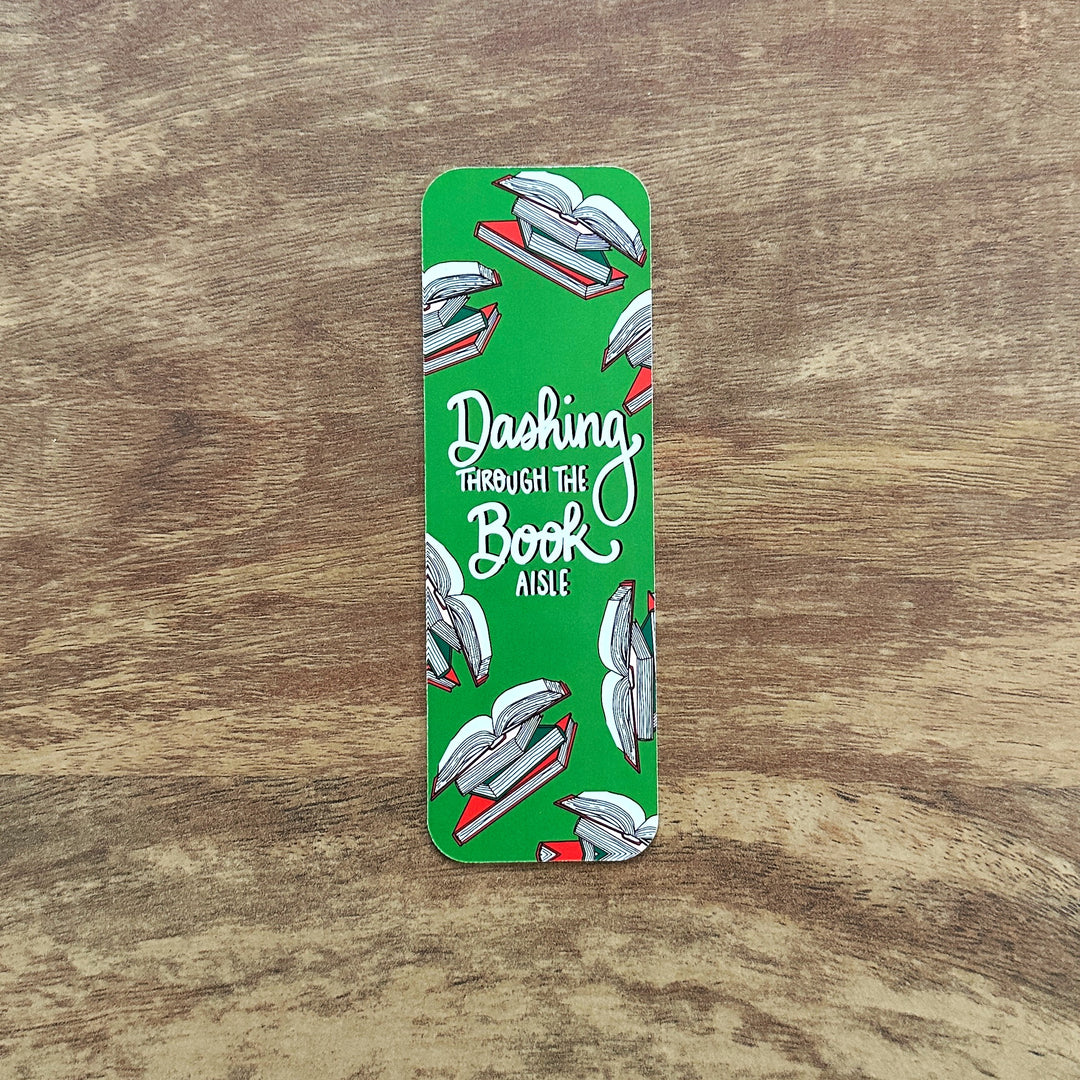 Dashing
THROUGH THE
Book
AISLE